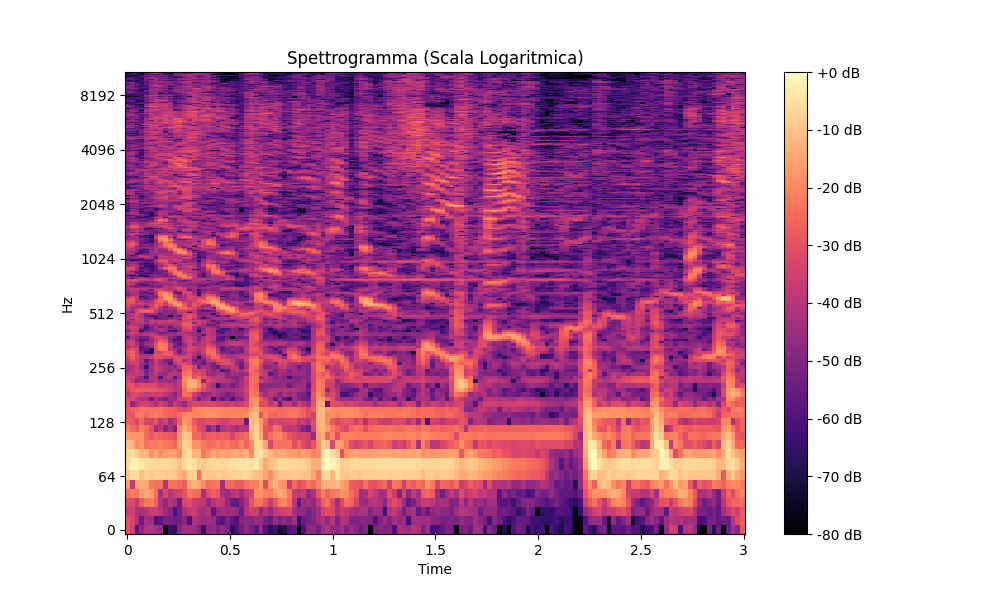 Spettrogramma (Scala Logaritmica)
8192
4096
2048
1024
512
256
128
64
0
Hz
0
0.5
1
1.5
2
2.5
3
Time
+0 dB
-10 dB
-20 dB
-30 dB
-40 dB
-50 dB
-60 dB
-70 dB
-80 dB